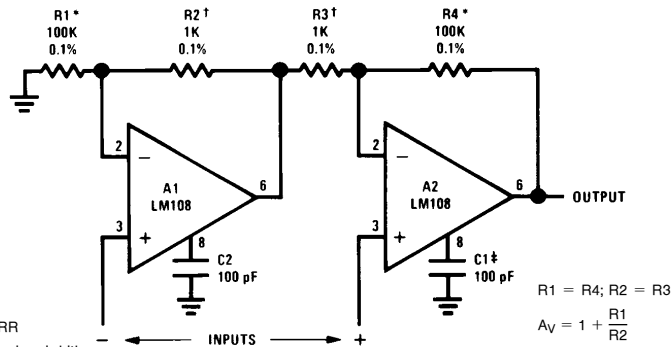 R1 *
100K
0.1%
R2 †
1K
0.1%
R3 †
1K
0.1%
R4 *
100K
0.1%
2
−
A1
LM108
6
3
+
8
C2
100 pF
2
−
A2
LM108
6
OUTPUT
3
+
8
C1‡
100 pF
R1 = R4; R2 = R3
RR
− INPUTS +
A_V = 1 + R1/R2